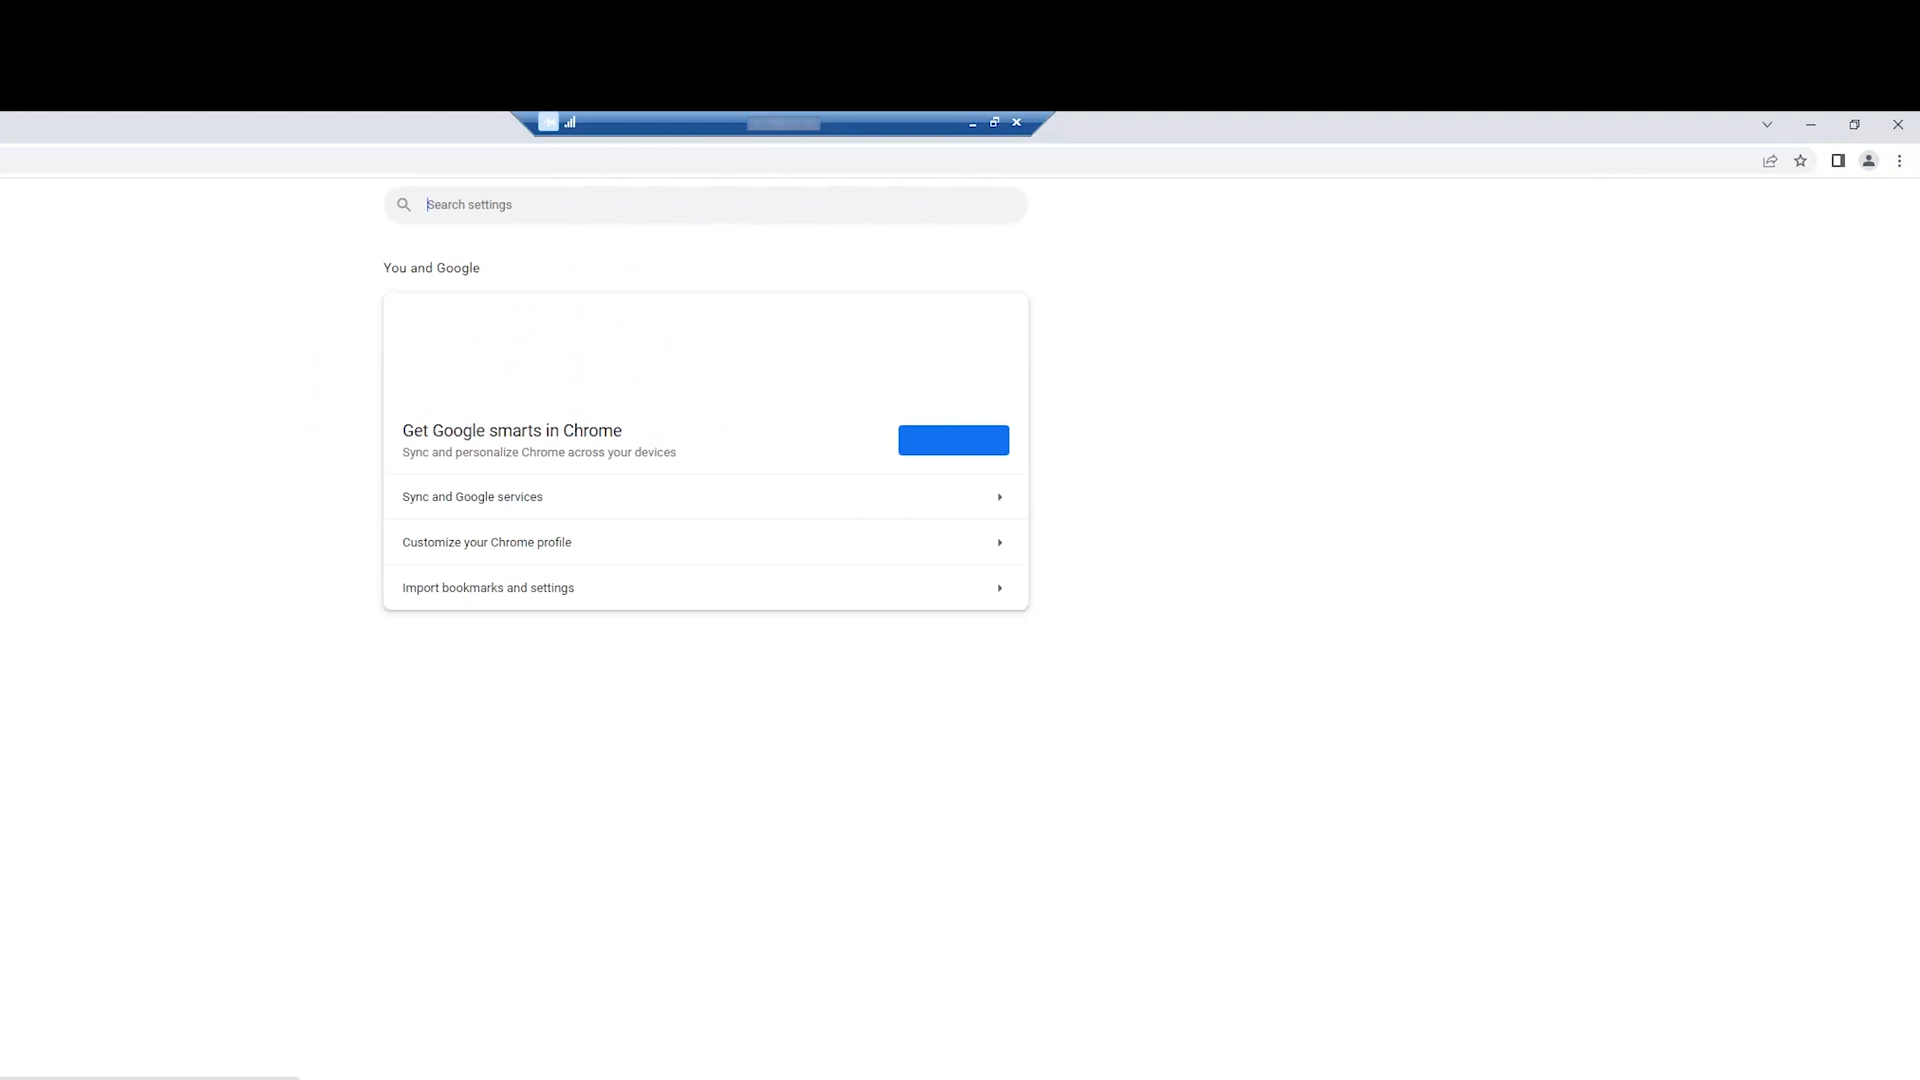 Search settings
You and Google
Get Google smarts in Chrome
Sync and personalize Chrome across your devices
Sync and Google services
Customize your Chrome profile
Import bookmarks and settings